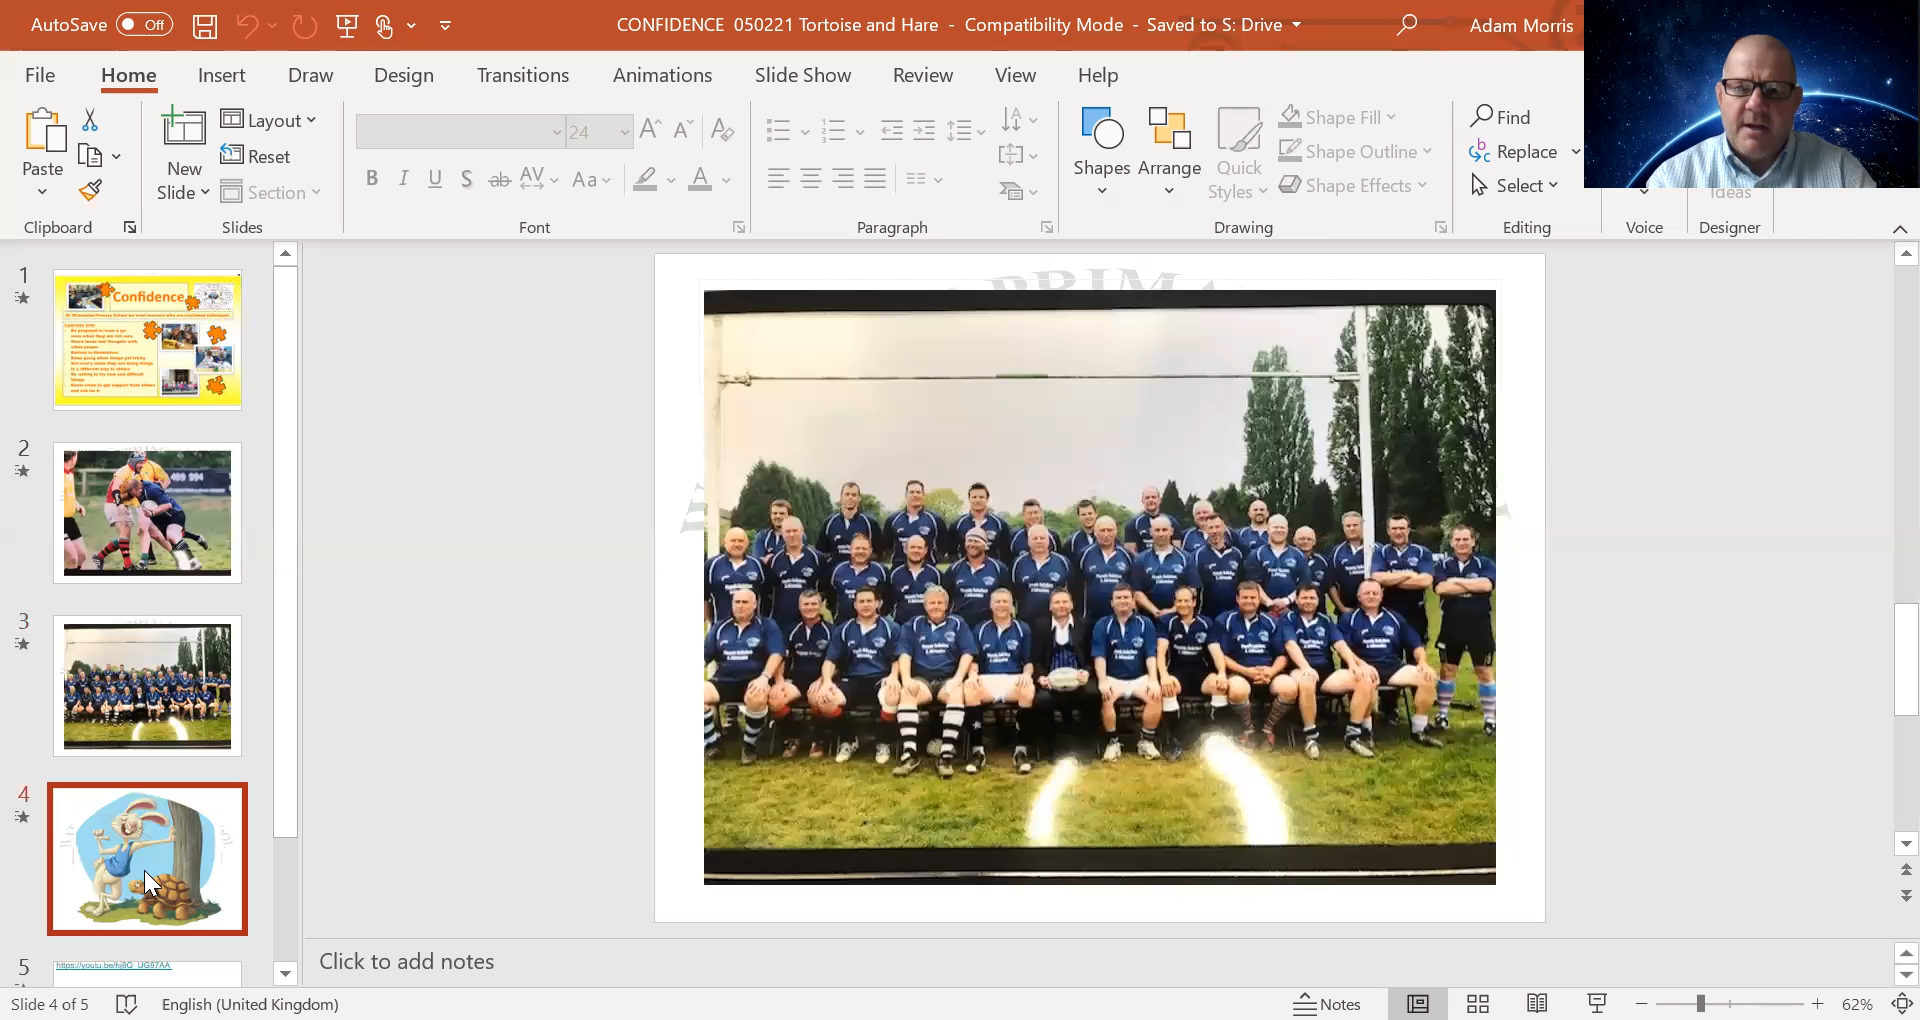 AutoSave Off
CONFIDENCE 050221 Tortoise and Hare - Compatibility Mode - Saved to S: Drive
Adam Morris
File Home Insert Draw Design Transitions Animations Slide Show Review View Help
Paste
New Slide
Layout
Reset
Section
24
B I U S ab AV Aa A
Shapes
Arrange
Quick Styles
Shape Fill
Shape Outline
Shape Effects
Find
Replace
Select
Ideas
Clipboard Slides Font Paragraph Drawing Editing Voice Designer
1
Confidence
2
3
4
5
Click to add notes
Slide 4 of 5
English (United Kingdom)
Notes
62%